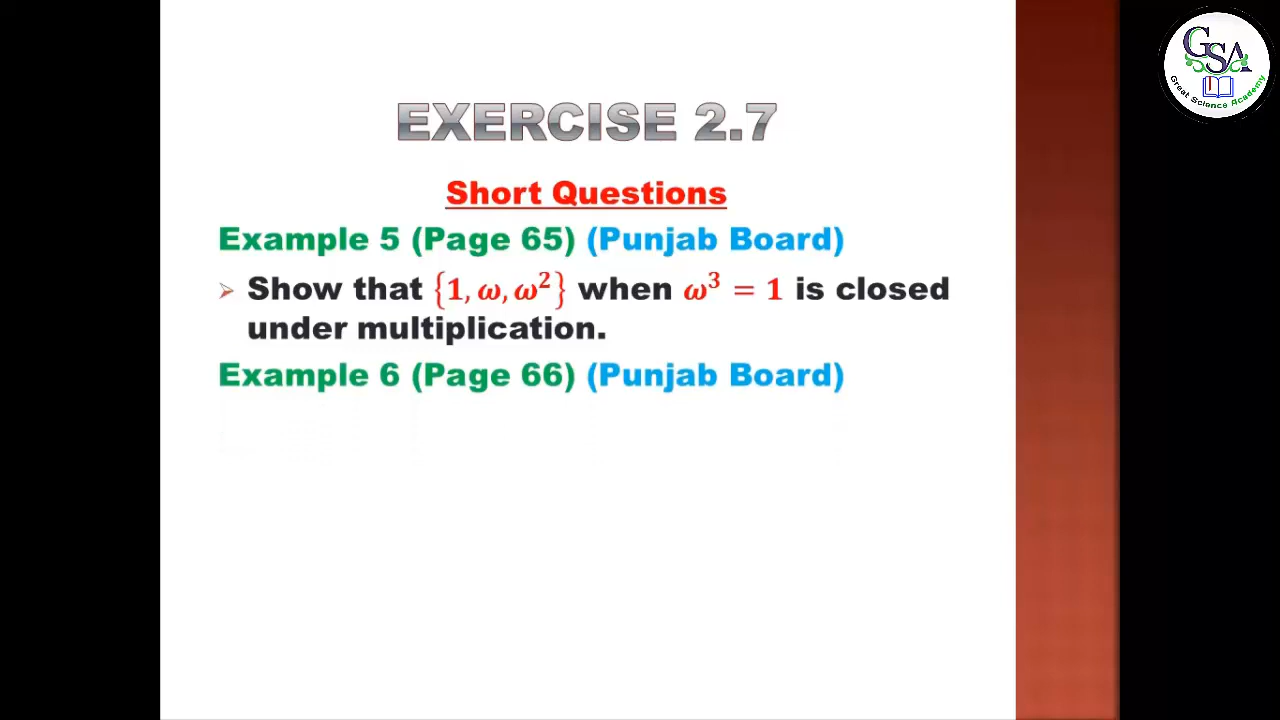 GSA
Great Science Academy
EXERCISE 2.7
Short Questions
Example 5 (Page 65) (Punjab Board)
➢ Show that {1, ω, ω²} when ω³ = 1 is closed
under multiplication.
Example 6 (Page 66) (Punjab Board)